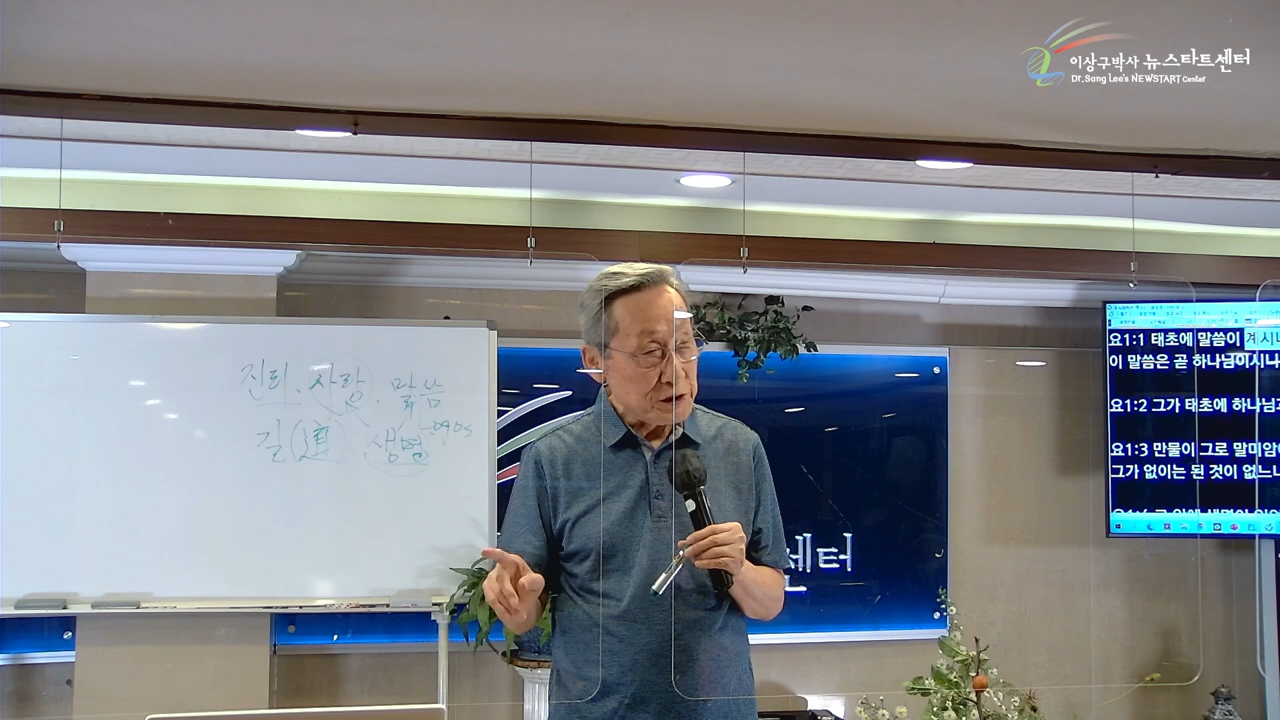 이상구박사 뉴스타트센터
Dr. Sang Lee's NEWSTART Center
진리. 사랑. 말씀
logos
길(道) 생명
센터
요1:1 태초에 말씀이 계시니
이 말씀은 곧 하나님이시니
요1:2 그가 태초에 하나님과
요1:3 만물이 그로 말미암아
그가 없이는 된 것이 없느니